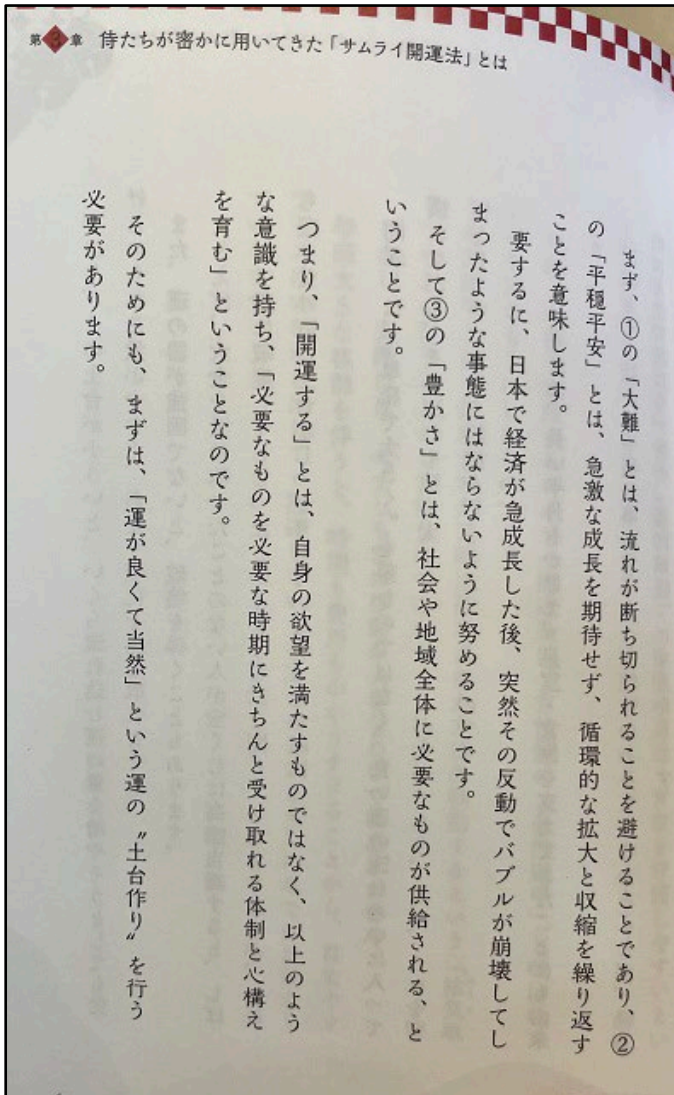 第3章 侍たちが密かに用いてきた「サムライ開運法」とは
まず、①の「大難」とは、流れが断ち切られることを避けることであり、②
の「平穏平安」とは、急激な成長を期待せず、循環的な拡大と収縮を繰り返す
ことを意味します。
要するに、日本で経済が急成長した後、突然その反動でバブルが崩壊してし
まったような事態にはならないように努めることです。
そして③の「豊かさ」とは、社会や地域全体に必要なものが供給される、と
いうことです。
つまり、「開運する」とは、自身の欲望を満たすものではなく、以上のよう
な意識を持ち、「必要なものを必要な時期にきちんと受け取れる体制と心構え
を育む」ということなのです。
そのためにも、まずは、「運が良くて当然」という運の〝土台作り〟を行う
必要があります。